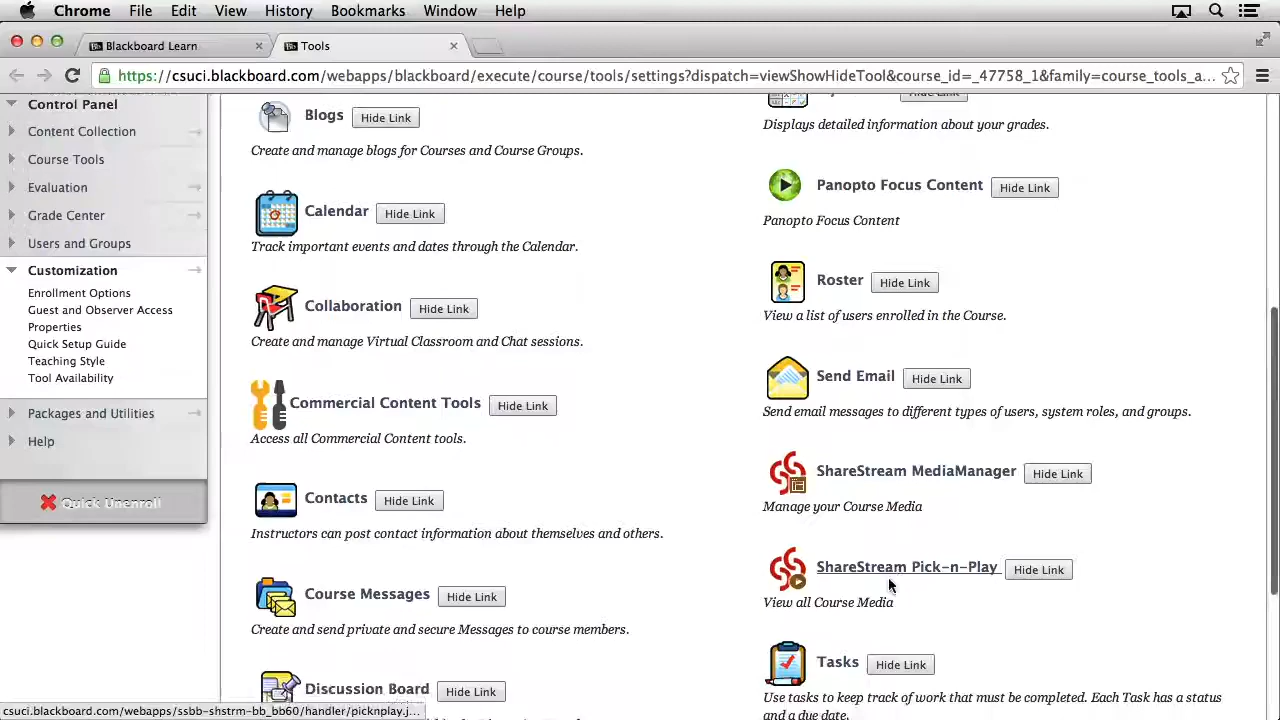 Chrome File Edit View History Bookmarks Window Help
Blackboard Learn
Tools
https://csuci.blackboard.com/webapps/blackboard/execute/course/tools/settings?dispatch=viewShowHideTool&course_id=_47758_1&family=course_tools_a...
Control Panel
Content Collection
Course Tools
Evaluation
Grade Center
Users and Groups
Customization
Enrollment Options
Guest and Observer Access
Properties
Quick Setup Guide
Teaching Style
Tool Availability
Packages and Utilities
Help
Quick Unenroll
Blogs Hide Link
Create and manage blogs for Courses and Course Groups.
Calendar Hide Link
Track important events and dates through the Calendar.
Collaboration Hide Link
Create and manage Virtual Classroom and Chat sessions.
Commercial Content Tools Hide Link
Access all Commercial Content tools.
Contacts Hide Link
Instructors can post contact information about themselves and others.
Course Messages Hide Link
Create and send private and secure Messages to course members.
Discussion Board Hide Link
Hide Link
Displays detailed information about your grades.
Panopto Focus Content Hide Link
Panopto Focus Content
Roster Hide Link
View a list of users enrolled in the Course.
Send Email Hide Link
Send email messages to different types of users, system roles, and groups.
ShareStream MediaManager Hide Link
Manage your Course Media
ShareStream Pick-n-Play Hide Link
View all Course Media
Tasks Hide Link
Use tasks to keep track of work that must be completed. Each Task has a status
and a due date.
csuci.blackboard.com/webapps/ssbb-shstrm-bb_bb60/handler/picknplay.j...